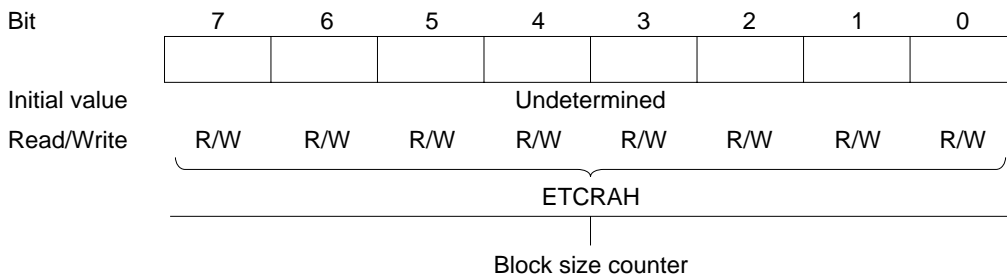 Bit 7 6 5 4 3 2 1 0
Initial value Undetermined
Read/Write R/W R/W R/W R/W R/W R/W R/W R/W
ETCRAH
Block size counter